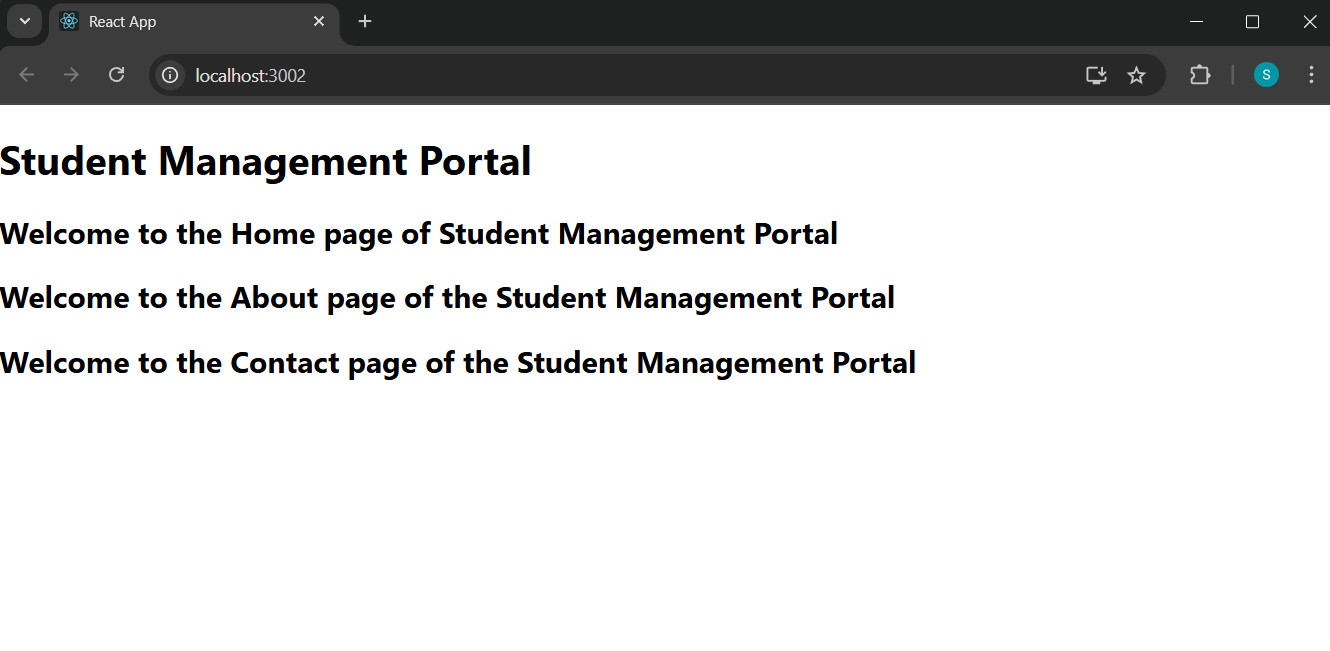 React App
localhost:3002
S
Student Management Portal
Welcome to the Home page of Student Management Portal
Welcome to the About page of the Student Management Portal
Welcome to the Contact page of the Student Management Portal